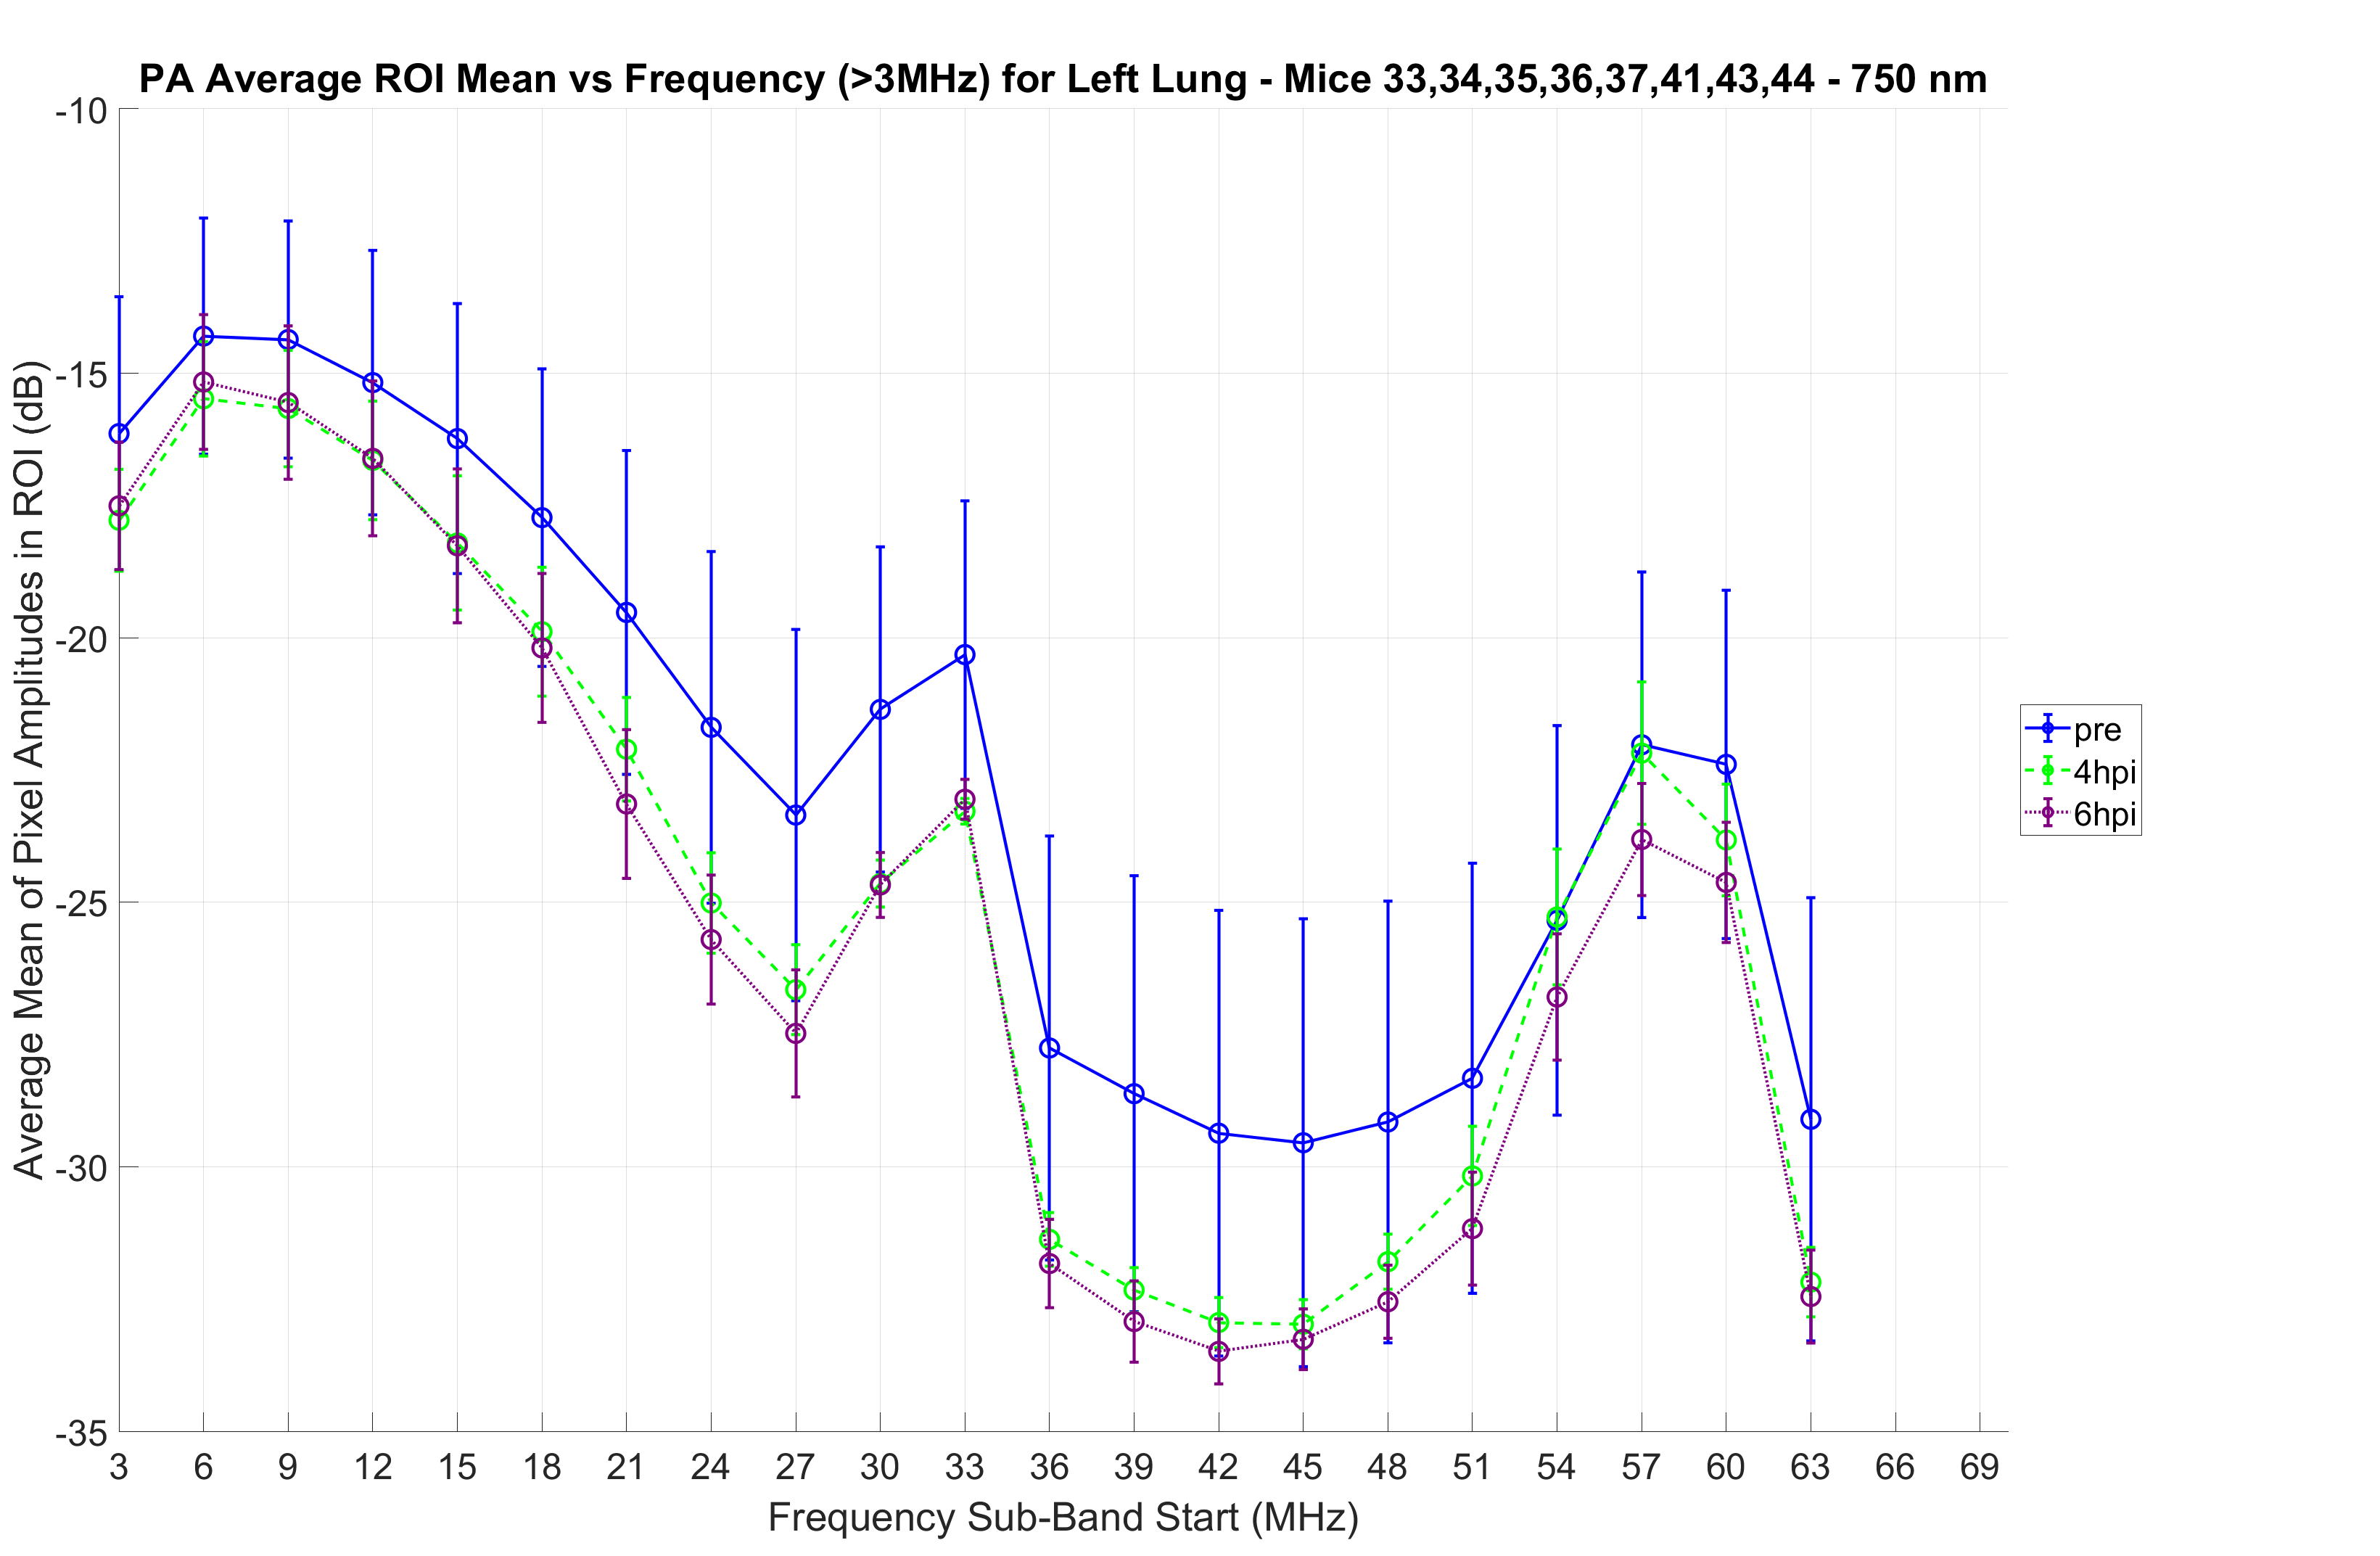 PA Average ROI Mean vs Frequency (>3MHz) for Left Lung - Mice 33,34,35,36,37,41,43,44 - 750 nm
Average Mean of Pixel Amplitudes in ROI (dB)
-10
-15
-20
-25
-30
-35
3 6 9 12 15 18 21 24 27 30 33 36 39 42 45 48 51 54 57 60 63 66 69
Frequency Sub-Band Start (MHz)
pre
4hpi
6hpi